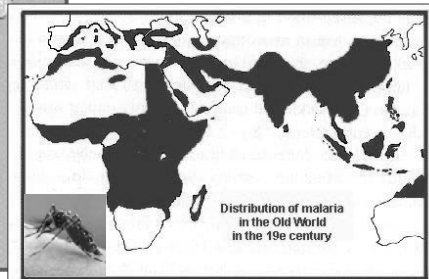 Distribution of malaria
in the Old World
in the 19e century